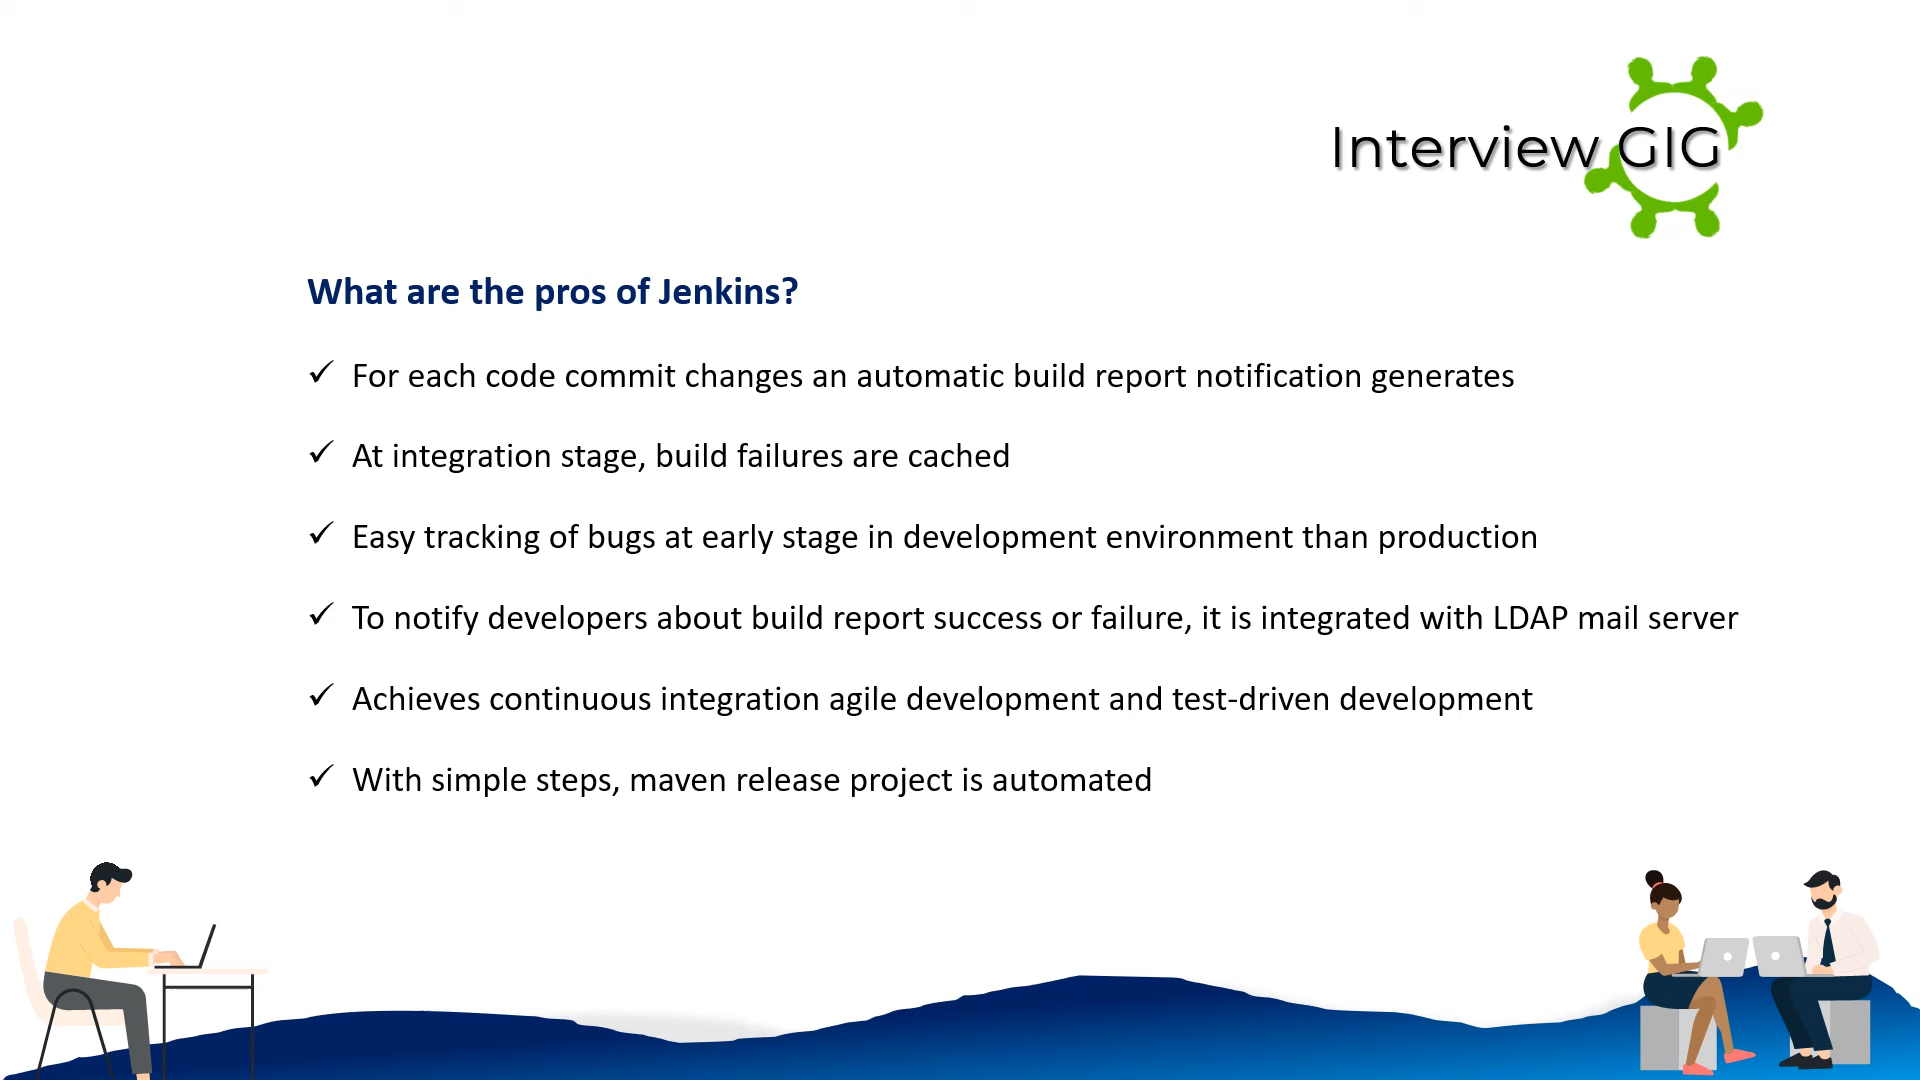 Interview GIG
What are the pros of Jenkins?
✓ For each code commit changes an automatic build report notification generates
✓ At integration stage, build failures are cached
✓ Easy tracking of bugs at early stage in development environment than production
✓ To notify developers about build report success or failure, it is integrated with LDAP mail server
✓ Achieves continuous integration agile development and test-driven development
✓ With simple steps, maven release project is automated